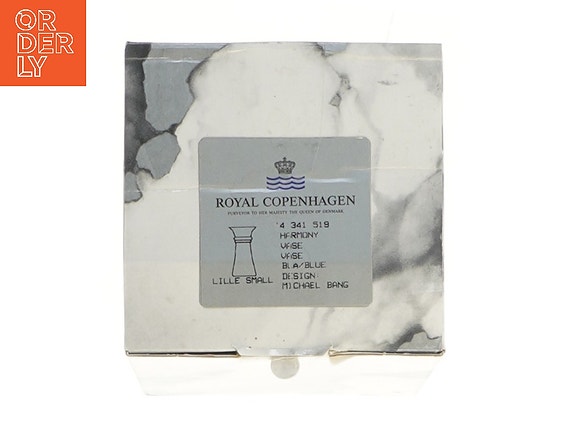 ORDERLY
ROYAL COPENHAGEN
PURVEYOR TO HER MAJESTY THE QUEEN OF DENMARK
4 341 519
HARMONY
VASE
VASE
BLA/BLUE
DESIGN:
MICHAEL BANG
LILLE SMALL